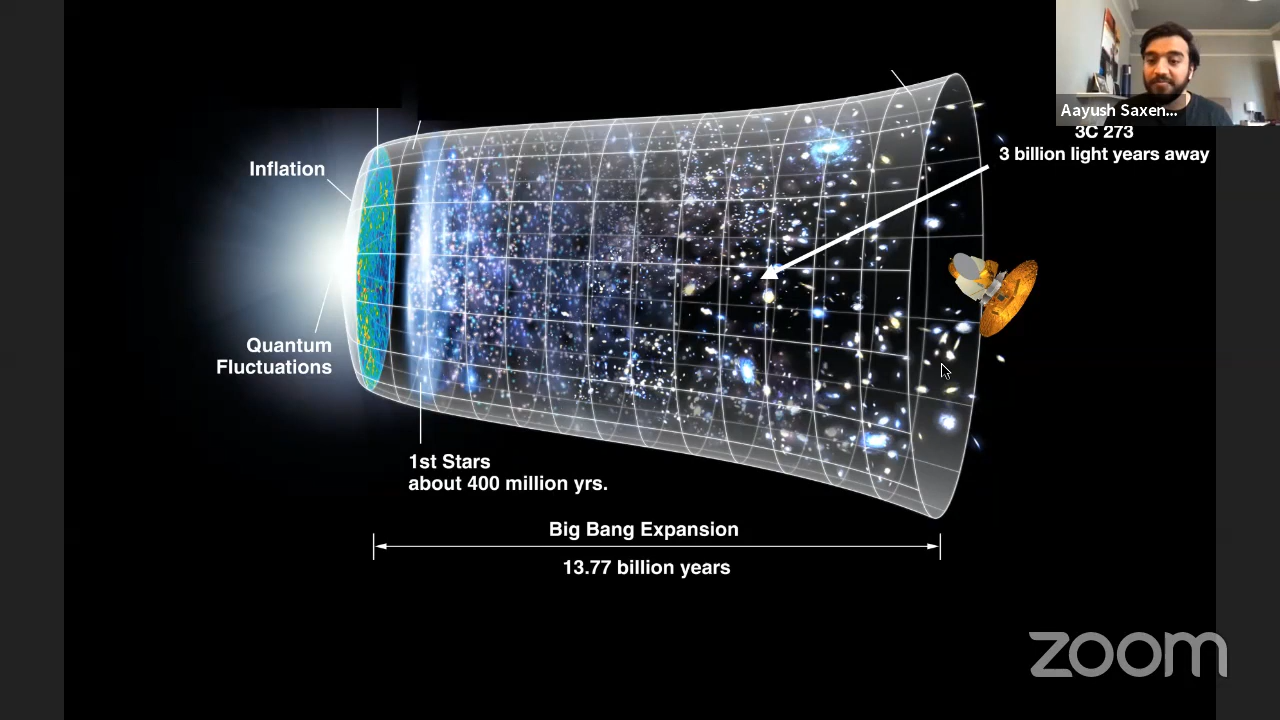 Aayush Saxen...
3C 273
3 billion light years away
Inflation
Quantum
Fluctuations
1st Stars
about 400 million yrs.
Big Bang Expansion
13.77 billion years
zoom